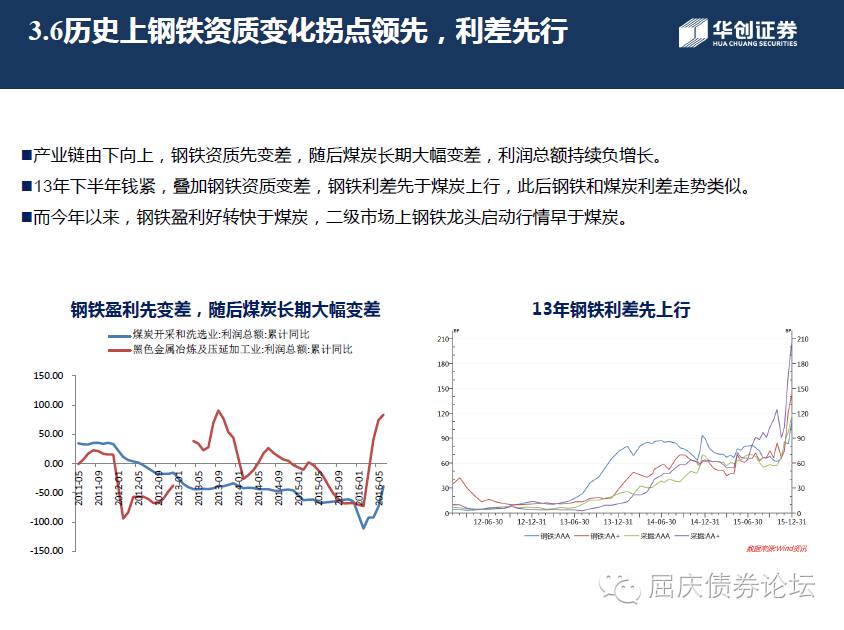 3.6历史上钢铁资质变化拐点领先，利差先行
华创证券
HUA CHUANG SECURITIES
■产业链由下向上，钢铁资质先变差，随后煤炭长期大幅变差，利润总额持续负增长。
■13年下半年钱紧，叠加钢铁资质变差，钢铁利差先于煤炭上行，此后钢铁和煤炭利差走势类似。
■而今年以来，钢铁盈利好转快于煤炭，二级市场上钢铁龙头启动行情早于煤炭。
钢铁盈利先变差，随后煤炭长期大幅变差
煤炭开采和洗选业:利润总额:累计同比
黑色金属冶炼及压延加工业:利润总额:累计同比
150.00
100.00
50.00
0.00
-50.00
-100.00
-150.00
2011-05 2011-09 2012-01 2012-05 2012-09 2013-01 2013-05 2013-09 2014-01 2014-05 2014-09 2015-01 2015-05 2015-09 2016-01 2016-05
13年钢铁利差先上行
BP BP
210 210
180 180
150 150
120 120
90 90
60 60
30 30
0 0
12-06-30 12-12-31 13-06-30 13-12-31 14-06-30 14-12-31 15-06-30 15-12-31
钢铁:AAA 钢铁:AA+ 采掘:AAA 采掘:AA+
数据来源:Wind资讯
屈庆债券论坛